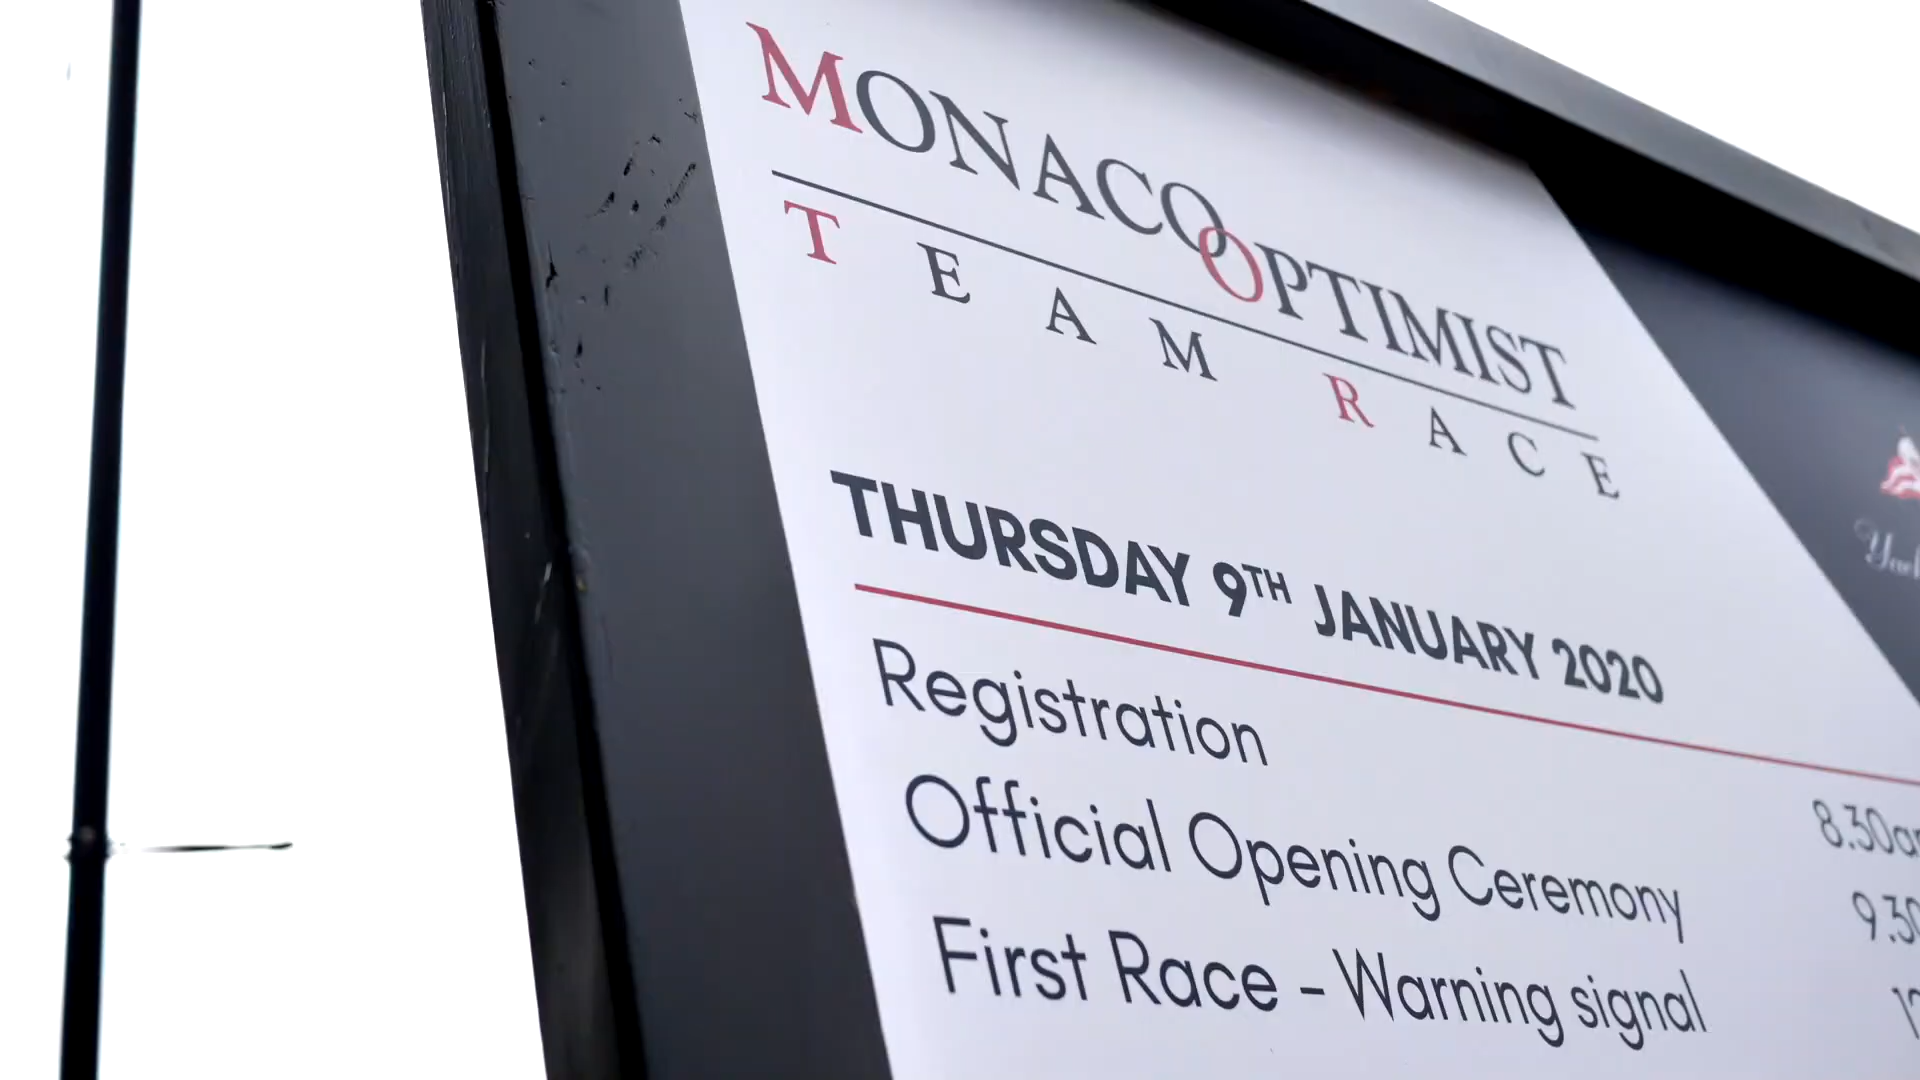 MONACO OPTIMIST
TEAM RACE
THURSDAY 9TH JANUARY 2020
Registration
Official Opening Ceremony 8.30
First Race - Warning signal 9.30